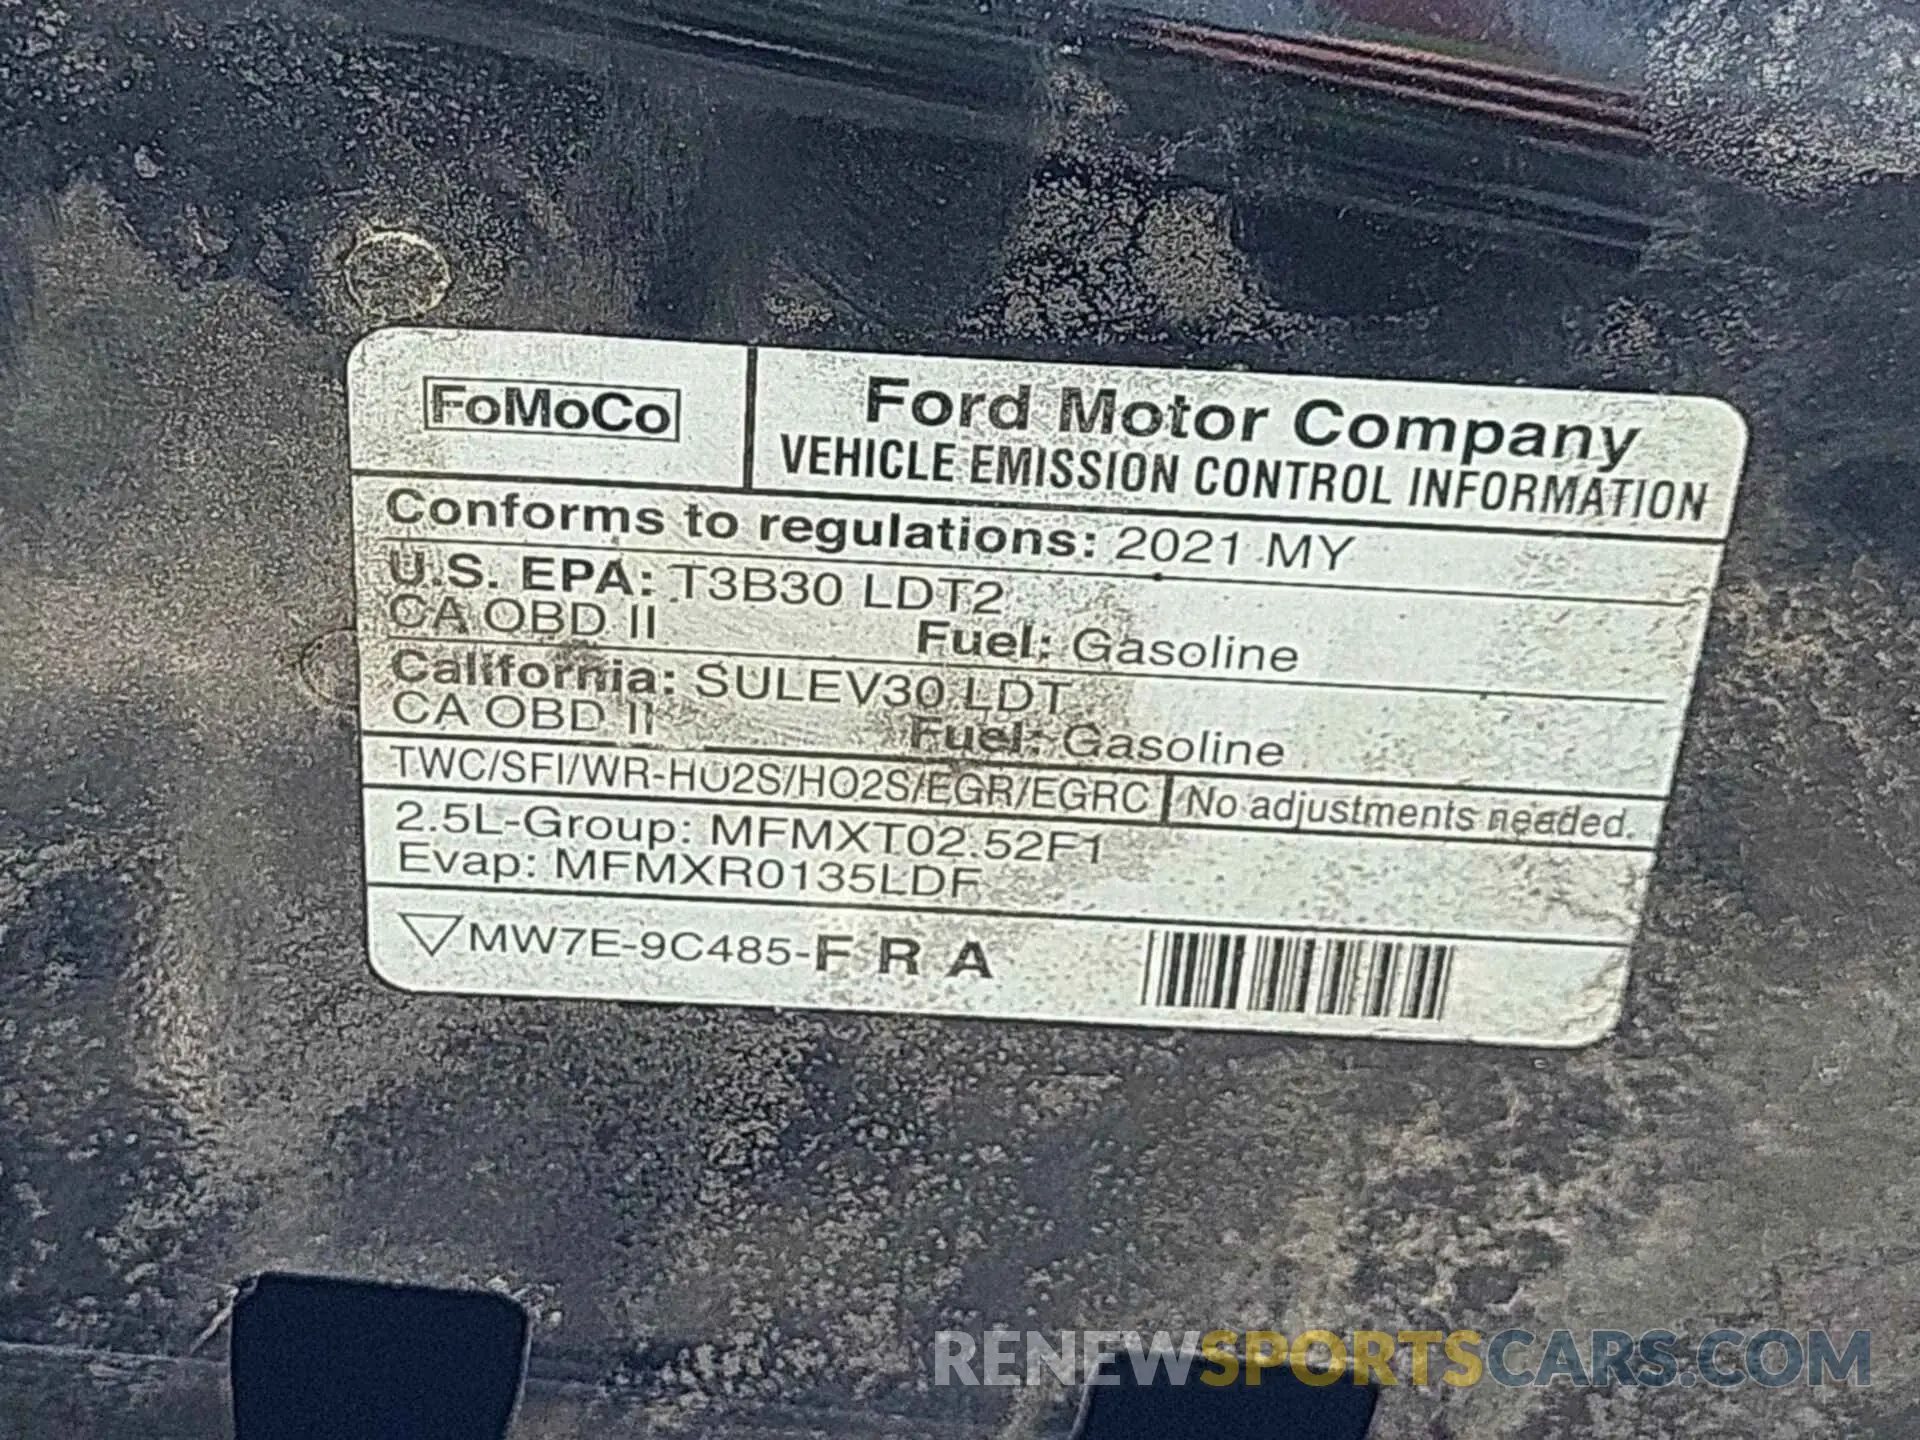 FoMoCo
Ford Motor Company
VEHICLE EMISSION CONTROL INFORMATION
Conforms to regulations: 2021 MY
U.S. EPA: T3B30 LDT2
CA OBD II Fuel: Gasoline
California: SULEV30 LDT
CA OBD II Fuel: Gasoline
TWC/SFI/WR-HO2S/HO2S/EGR/EGRC No adjustments needed.
2.5L-Group: MFMXT02.52F1
Evap: MFMXR0135LDF
MW7E-9C485-F R A
RENEWSPORTSCARS.COM